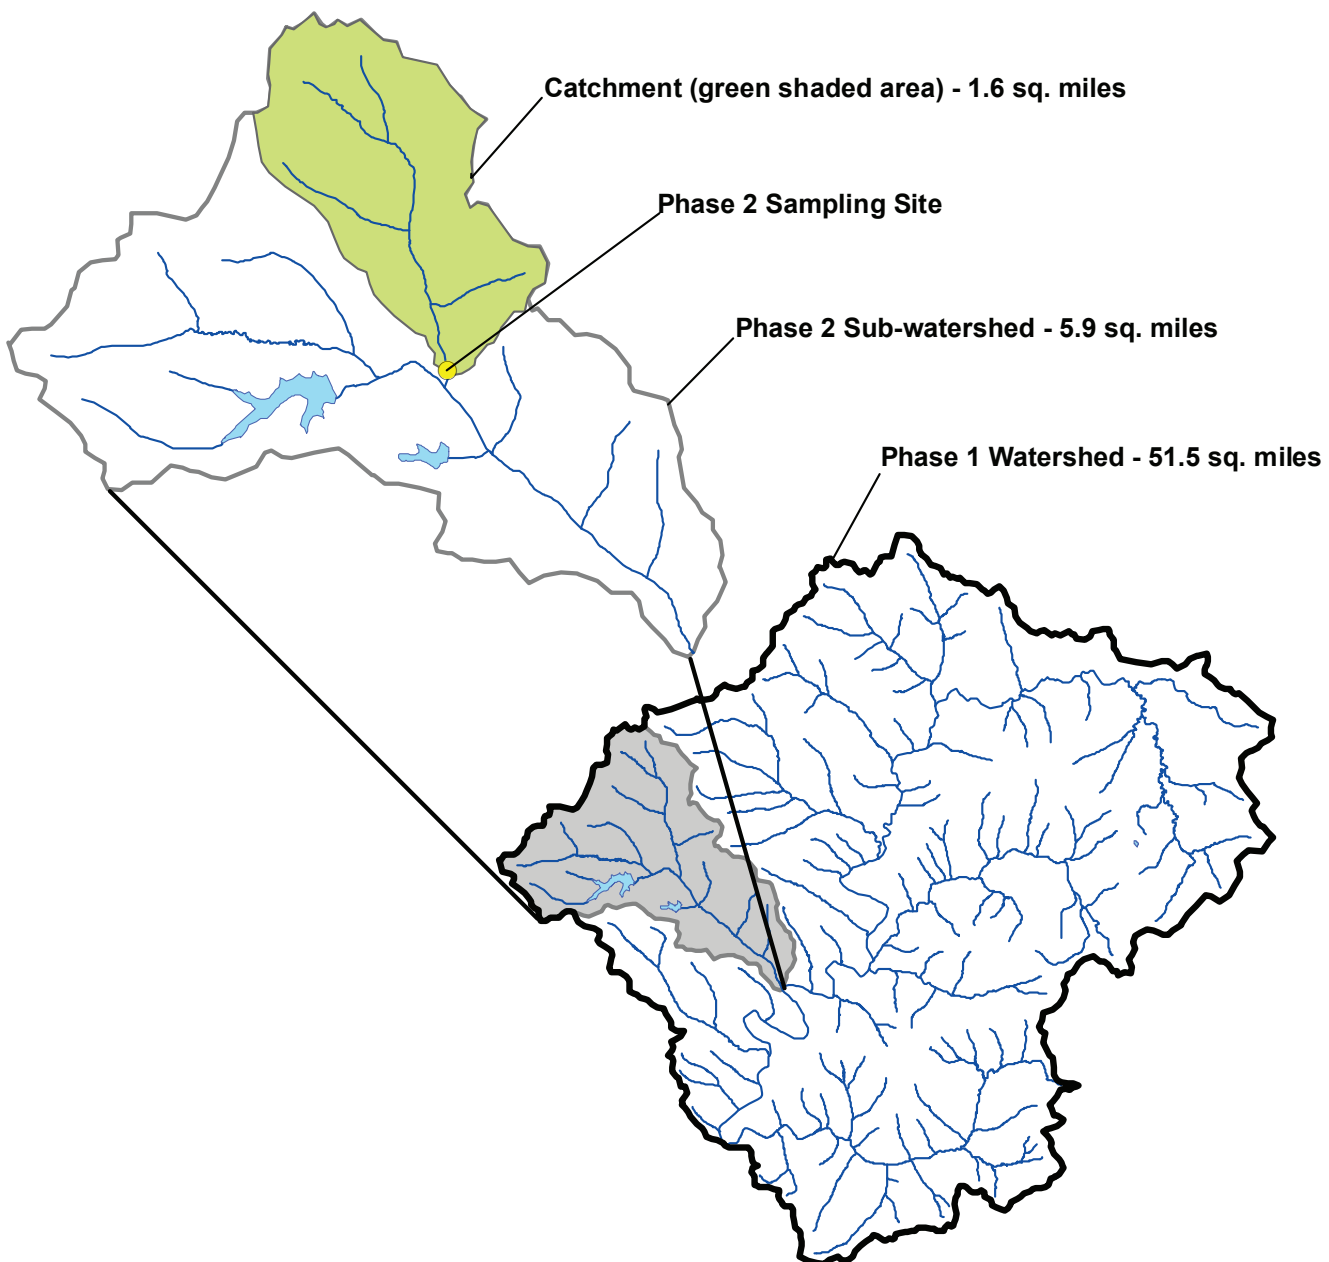 Catchment (green shaded area) - 1.6 sq. miles
Phase 2 Sampling Site
Phase 2 Sub-watershed - 5.9 sq. miles
Phase 1 Watershed - 51.5 sq. miles